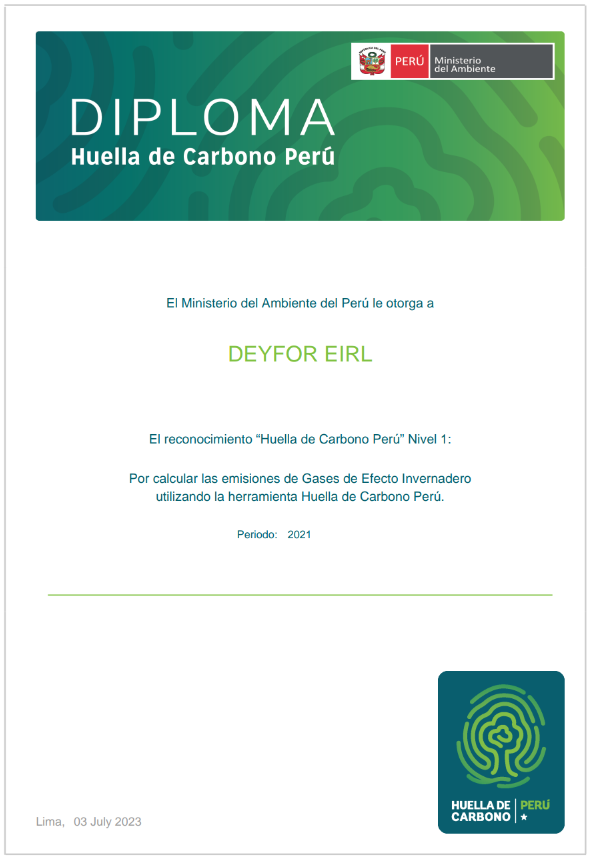 PERÚ
Ministerio
del Ambiente
DIPLOMA
Huella de Carbono Perú
El Ministerio del Ambiente del Perú le otorga a
DEYFOR EIRL
El reconocimiento “Huella de Carbono Perú” Nivel 1:
Por calcular las emisiones de Gases de Efecto Invernadero
utilizando la herramienta Huella de Carbono Perú.
Periodo: 2021
HUELLA DE PERÚ
CARBONO
Lima, 03 July 2023